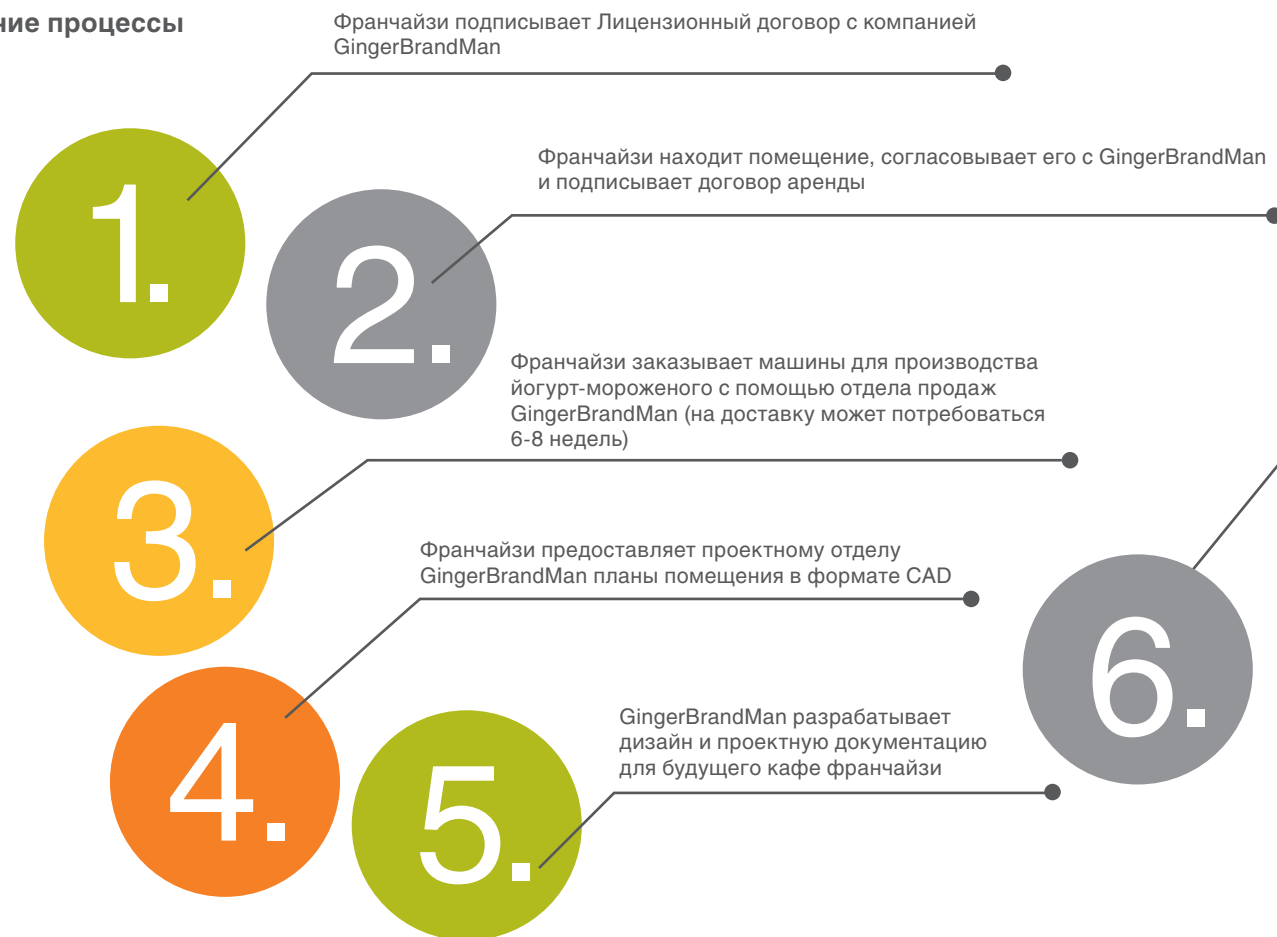 ние процессы
Франчайзи подписывает Лицензионный договор с компанией
GingerBrandMan
1.
Франчайзи находит помещение, согласовывает его с GingerBrandMan
и подписывает договор аренды
2.
Франчайзи заказывает машины для производства
йогурт-мороженого с помощью отдела продаж
GingerBrandMan (на доставку может потребоваться
6-8 недель)
3.
Франчайзи предоставляет проектному отделу
GingerBrandMan планы помещения в формате CAD
4.
GingerBrandMan разрабатывает
дизайн и проектную документацию
для будущего кафе франчайзи
5.
6.